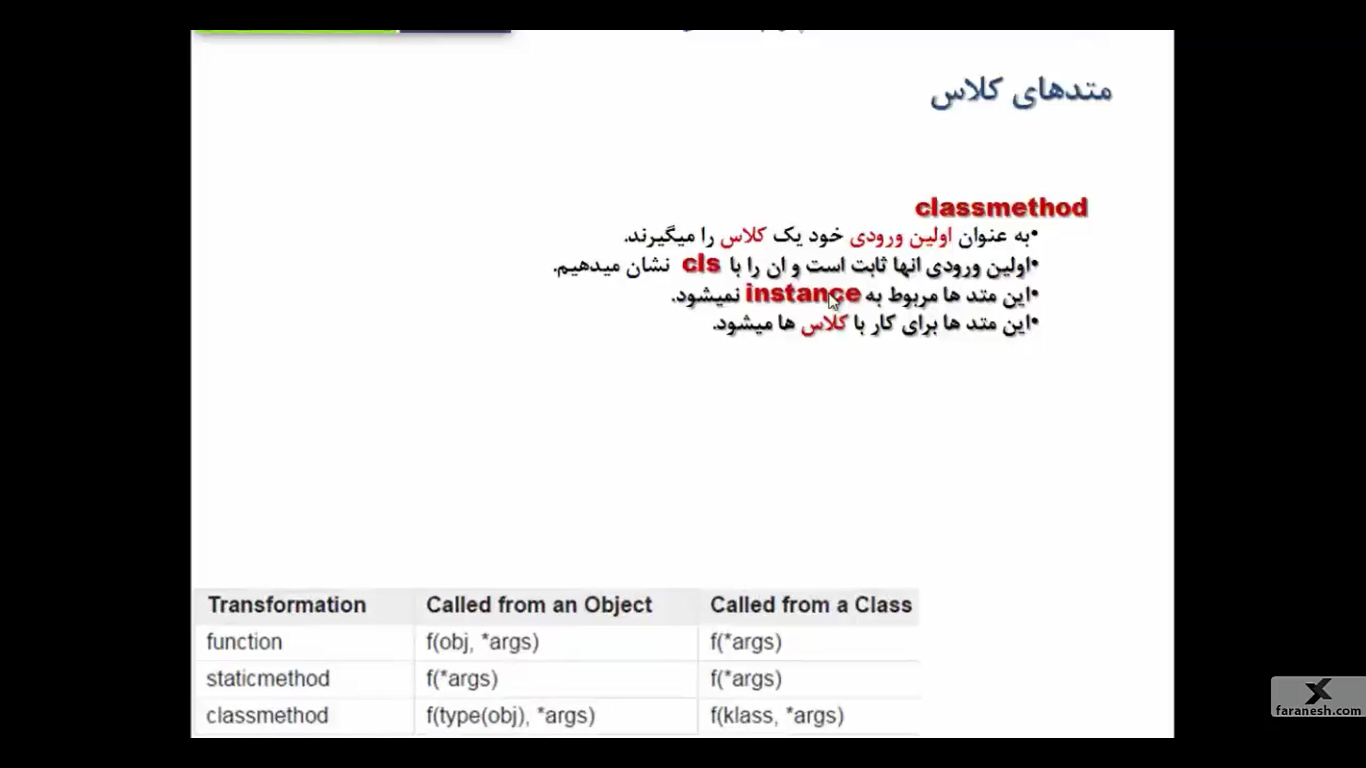 متدهای کلاس
classmethod
•به عنوان اولین ورودی خود یک کلاس را میگیرند.
•اولین ورودی انها ثابت است و ان را با cls نشان میدهیم.
•این متد ها مربوط به instance نمیشود.
•این متد ها برای کار با کلاس ها میشود.
Transformation Called from an Object Called from a Class
function f(obj, *args) f(*args)
staticmethod f(*args) f(*args)
classmethod f(type(obj), *args) f(klass, *args)
faranesh.com